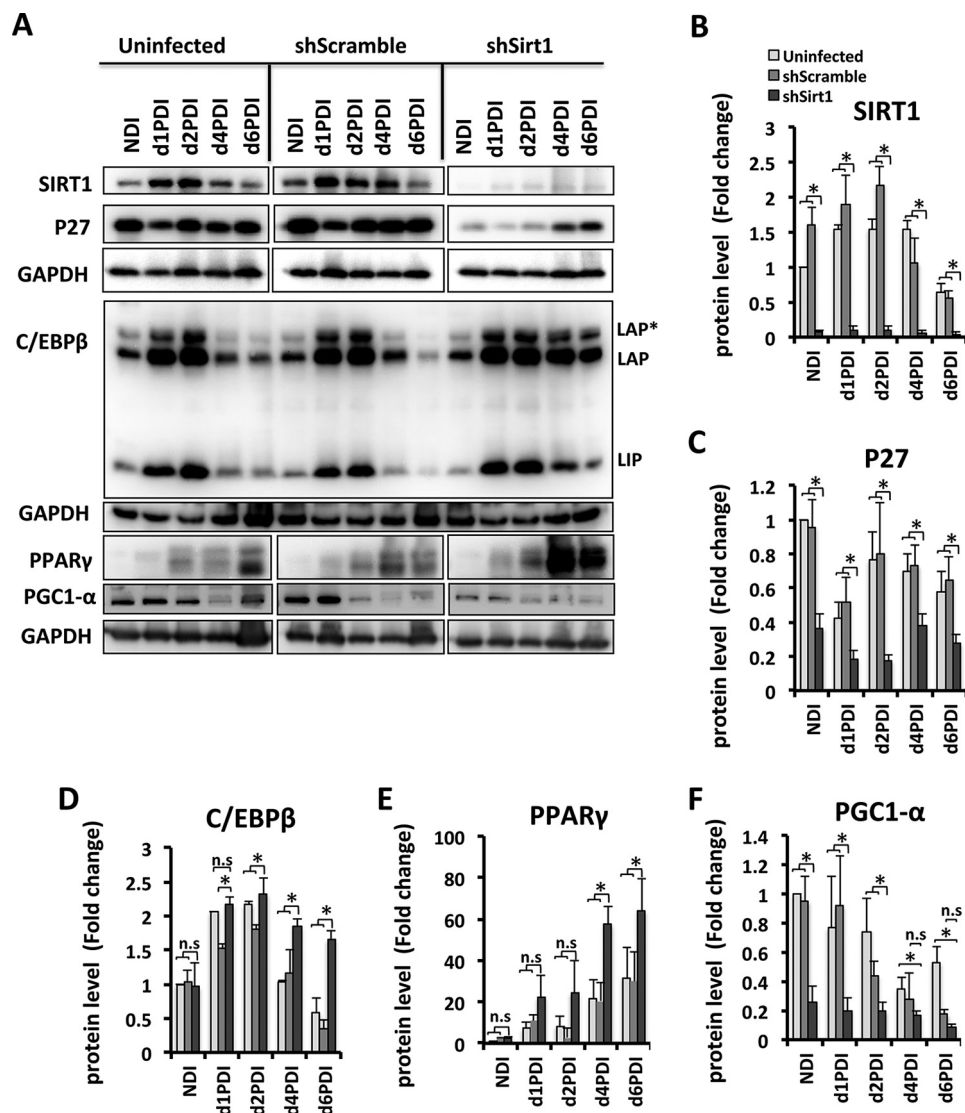 A
Uninfected shScramble shSirt1
NDI d1PDI d2PDI d4PDI d6PDI NDI d1PDI d2PDI d4PDI d6PDI NDI d1PDI d2PDI d4PDI d6PDI
SIRT1
P27
GAPDH
C/EBPβ
LAP*
LAP
LIP
GAPDH
PPARγ
PGC1-α
GAPDH
B
Uninfected
shScramble
shSirt1
SIRT1
protein level (Fold change)
2.5
2
1.5
1
0.5
0
* * * * *
NDI d1PDI d2PDI d4PDI d6PDI
C
P27
protein level (Fold change)
1.2
1
0.8
0.6
0.4
0.2
0
* * * * *
NDI d1PDI d2PDI d4PDI d6PDI
D
C/EBPβ
protein level (Fold change)
3
2.5
2
1.5
1
0.5
0
n.s n.s * * * *
NDI d1PDI d2PDI d4PDI d6PDI
E
PPARγ
protein level (Fold change)
100
80
60
40
20
0
n.s n.s n.s * *
NDI d1PDI d2PDI d4PDI d6PDI
F
PGC1-α
protein level (Fold change)
1.4
1.2
1
0.8
0.6
0.4
0.2
0
* * * n.s * n.s *
NDI d1PDI d2PDI d4PDI d6PDI